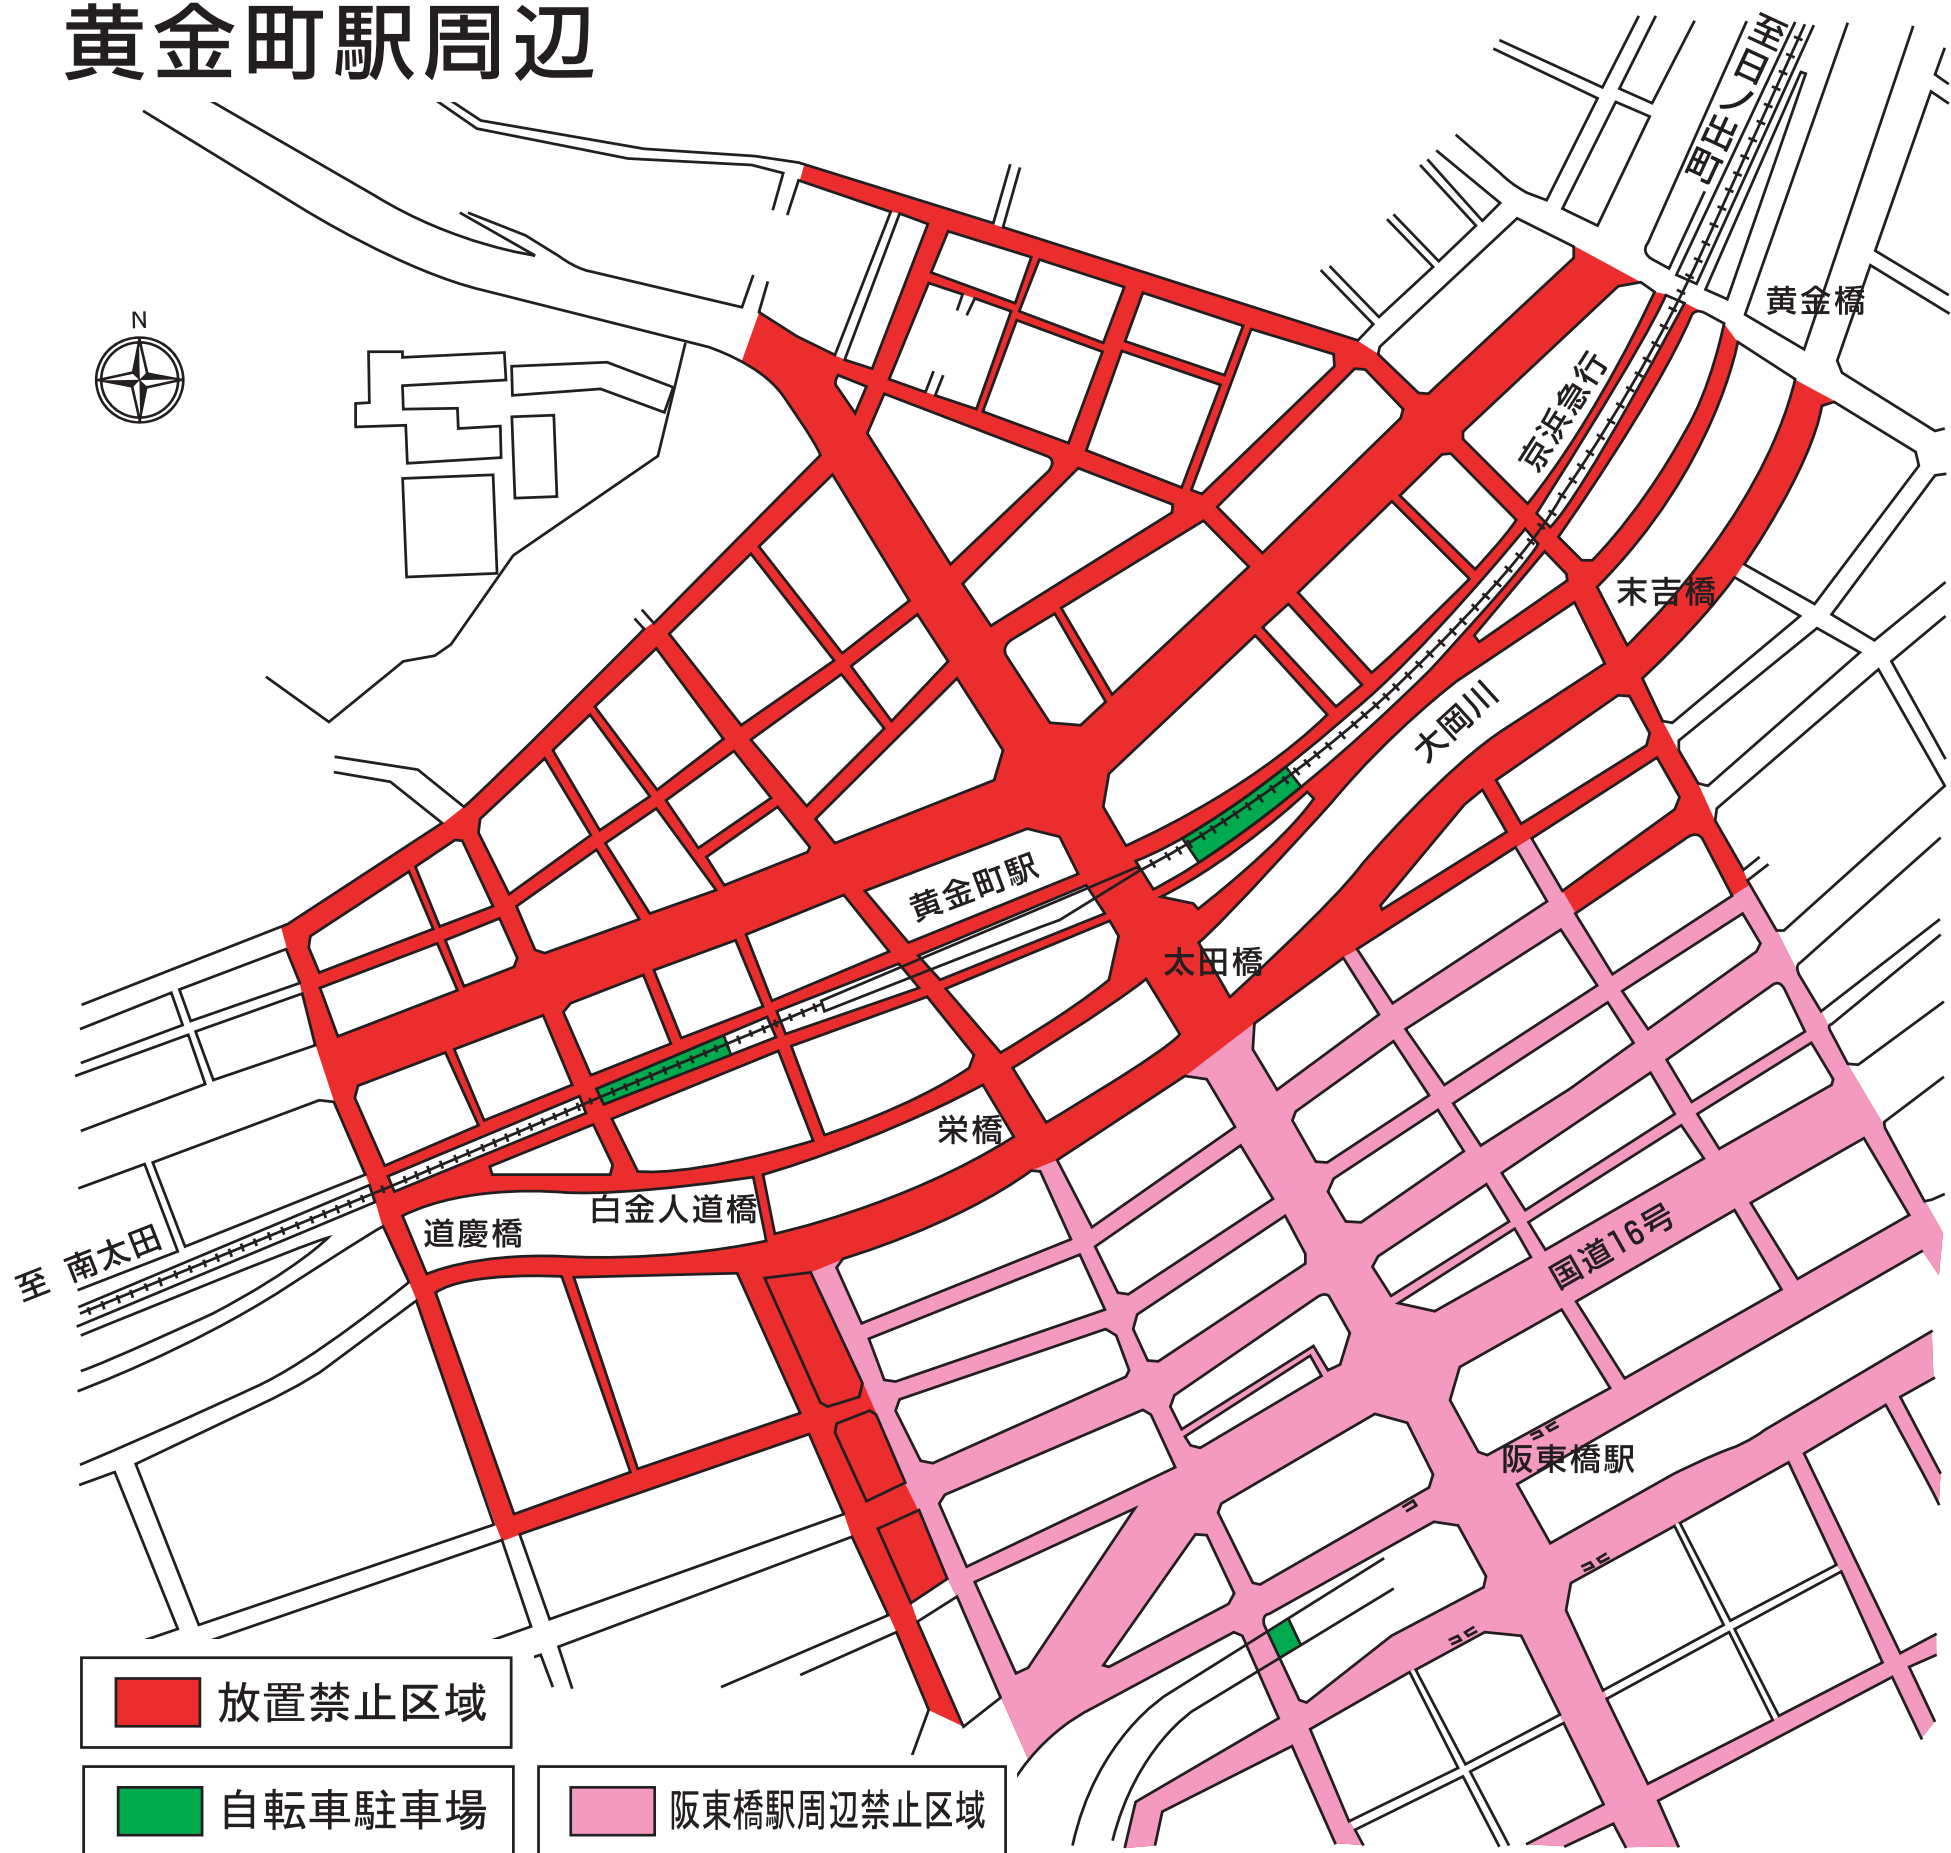 黄金町駅周辺
至日ノ出町
N
黄金橋
京浜急行
末吉橋
大岡川
黄金町駅
太田橋
栄橋
白金人道橋
道慶橋
至 南太田
国道16号
阪東橋駅
放置禁止区域
自転車駐車場
阪東橋駅周辺禁止区域